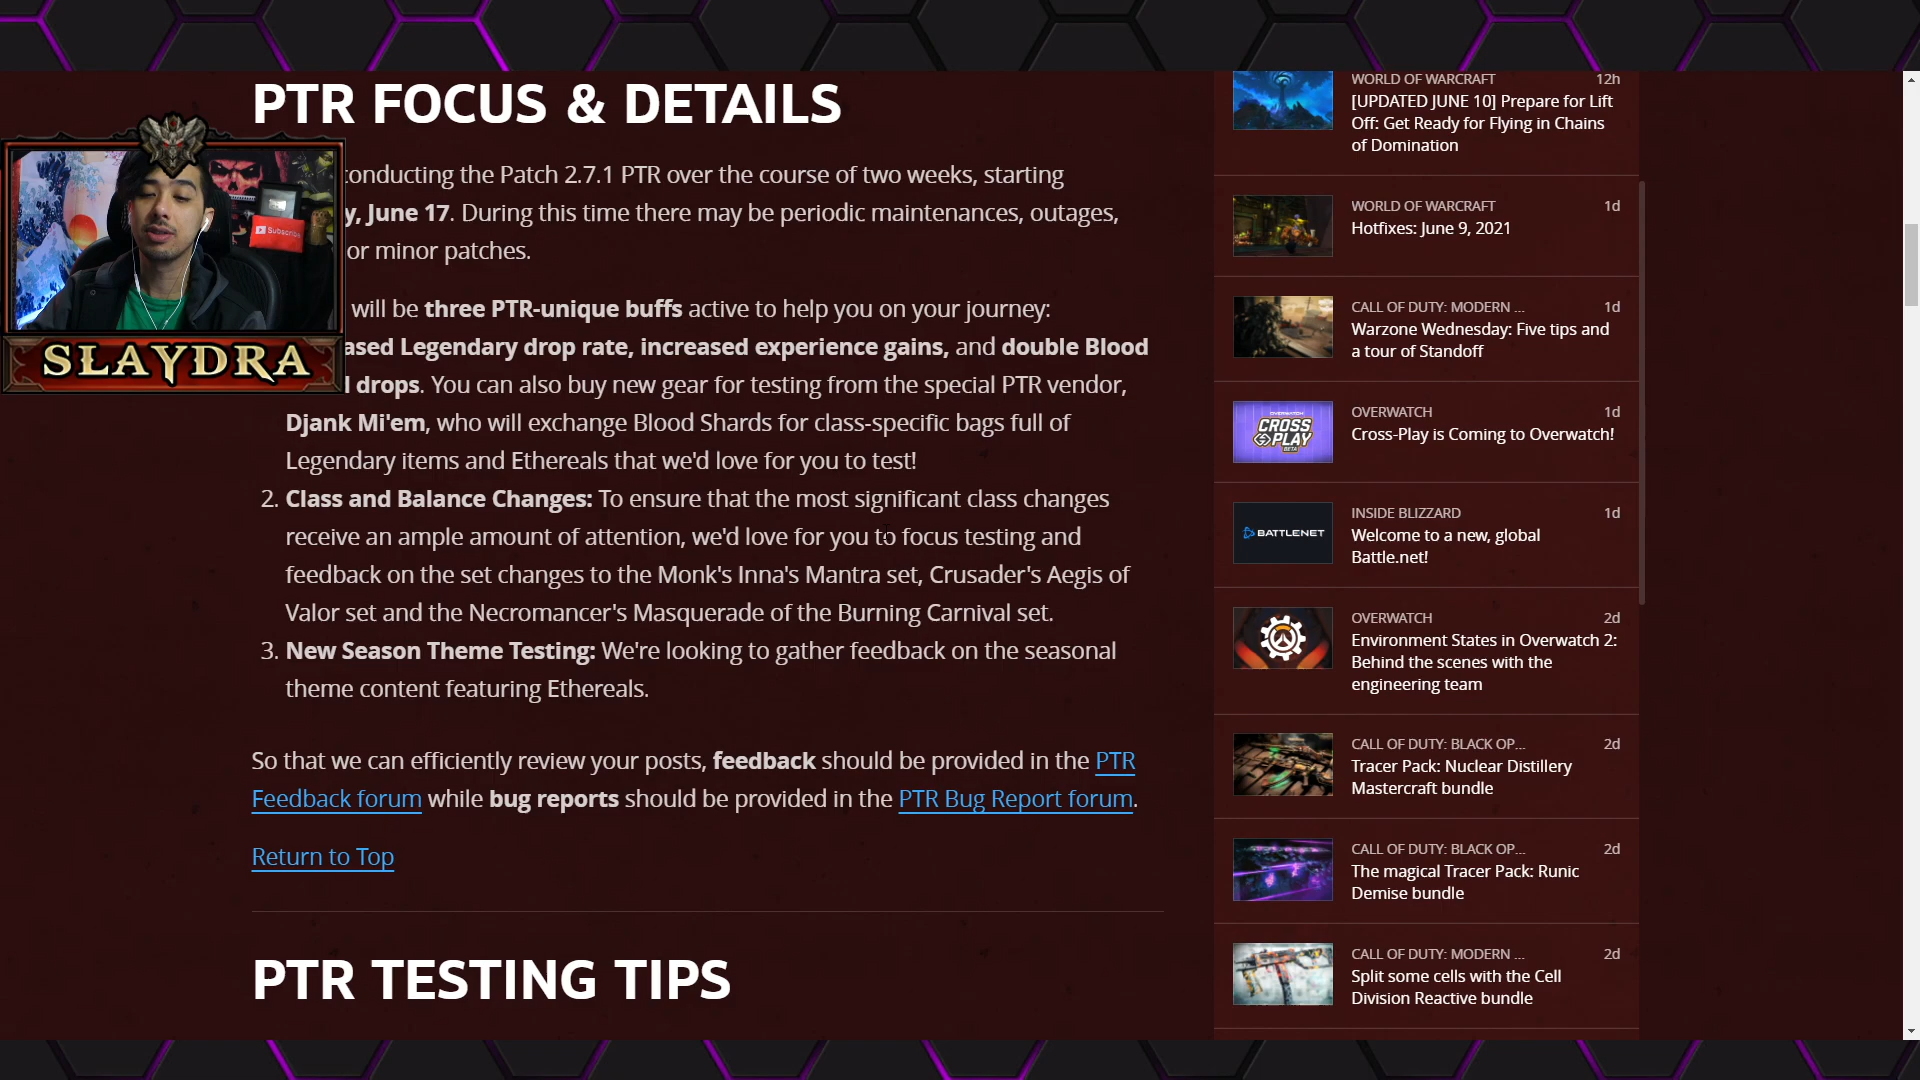 PTR FOCUS & DETAILS
conducting the Patch 2.7.1 PTR over the course of two weeks, starting
June 17. During this time there may be periodic maintenances, outages,
or minor patches.
will be three PTR-unique buffs active to help you on your journey:
Legendary drop rate, increased experience gains, and double Blood
drops. You can also buy new gear for testing from the special PTR vendor,
Djank Mi'em, who will exchange Blood Shards for class-specific bags full of
Legendary items and Ethereals that we'd love for you to test!
2. Class and Balance Changes: To ensure that the most significant class changes
receive an ample amount of attention, we'd love for you to focus testing and
feedback on the set changes to the Monk's Inna's Mantra set, Crusader's Aegis of
Valor set and the Necromancer's Masquerade of the Burning Carnival set.
3. New Season Theme Testing: We're looking to gather feedback on the seasonal
theme content featuring Ethereals.
So that we can efficiently review your posts, feedback should be provided in the PTR
Feedback forum while bug reports should be provided in the PTR Bug Report forum.
Return to Top
PTR TESTING TIPS
Subscribe
SLAYDRA
WORLD OF WARCRAFT 12h
[UPDATED JUNE 10] Prepare for Lift
Off: Get Ready for Flying in Chains
of Domination
WORLD OF WARCRAFT 1d
Hotfixes: June 9, 2021
CALL OF DUTY: MODERN ... 1d
Warzone Wednesday: Five tips and
a tour of Standoff
OVERWATCH
CROSS
PLAY
BETA
OVERWATCH 1d
Cross-Play is Coming to Overwatch!
BATTLENET
INSIDE BLIZZARD 1d
Welcome to a new, global
Battle.net!
OVERWATCH 2d
Environment States in Overwatch 2:
Behind the scenes with the
engineering team
CALL OF DUTY: BLACK OP... 2d
Tracer Pack: Nuclear Distillery
Mastercraft bundle
CALL OF DUTY: BLACK OP... 2d
The magical Tracer Pack: Runic
Demise bundle
CALL OF DUTY: MODERN ... 2d
Split some cells with the Cell
Division Reactive bundle